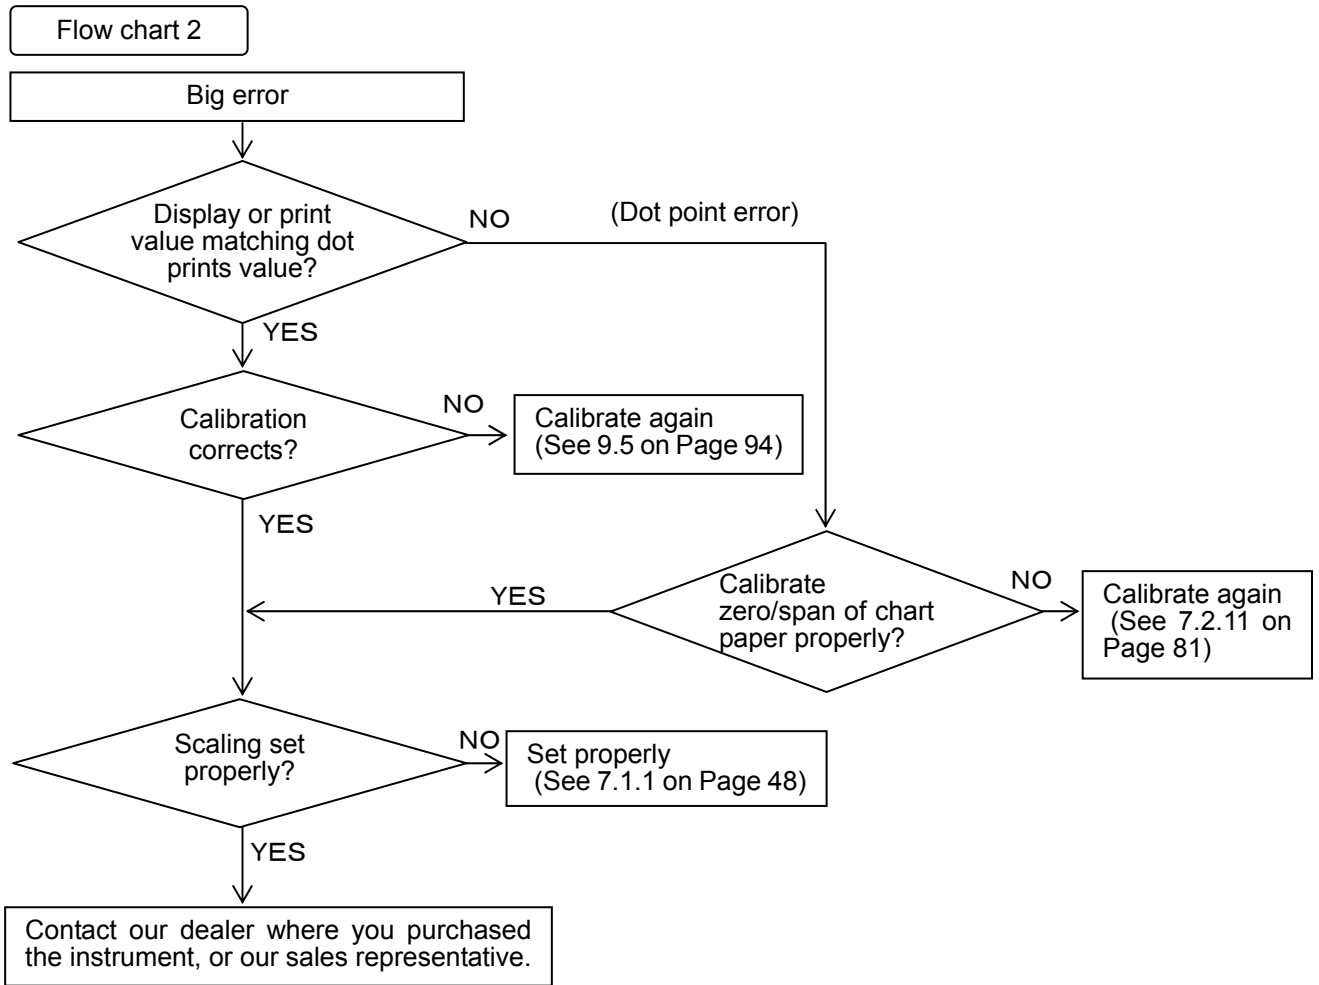 Flow chart 2
Big error
Display or print
value matching dot
prints value?
NO
(Dot point error)
YES
Calibration
corrects?
NO
Calibrate again
(See 9.5 on Page 94)
YES
Calibrate
zero/span of chart
paper properly?
YES
NO
Calibrate again
(See 7.2.11 on
Page 81)
Scaling set
properly?
NO
Set properly
(See 7.1.1 on Page 48)
YES
Contact our dealer where you purchased
the instrument, or our sales representative.